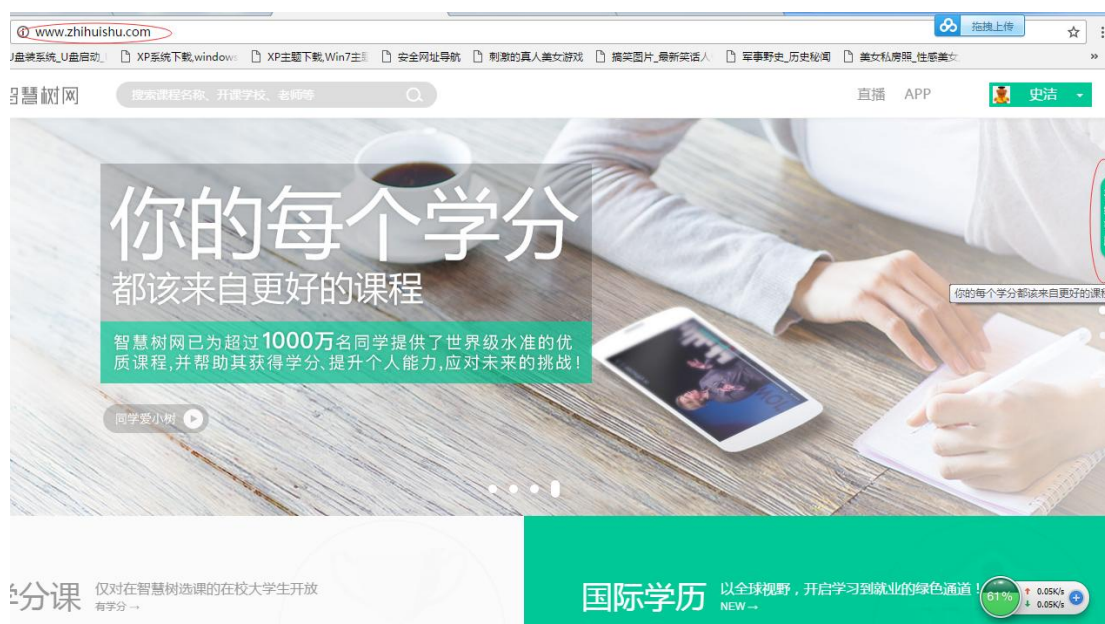 www.zhihuishu.com
拖拽上传
U盘装系统_U盘启动_ XP系统下载,windows XP主题下载,Win7主题 安全网址导航 刺激的真人美女游戏 搞笑图片_最新笑话人 军事野史_历史秘闻 美女私房照_性感美女 »
智慧树网 搜索课程名称、开课学校、老师等 直播 APP 史洁
你的每个学分
都该来自更好的课程
你的每个学分都该来自更好的课程
智慧树网已为超过1000万名同学提供了世界级水准的优
质课程,并帮助其获得学分、提升个人能力,应对未来的挑战!
同学爱小树
学分课 仅对在智慧树选课的在校大学生开放
有学分→
国际学历 以全球视野，开启学习到就业的绿色通道！
NEW→
61% 0.05K/s
0.05K/s